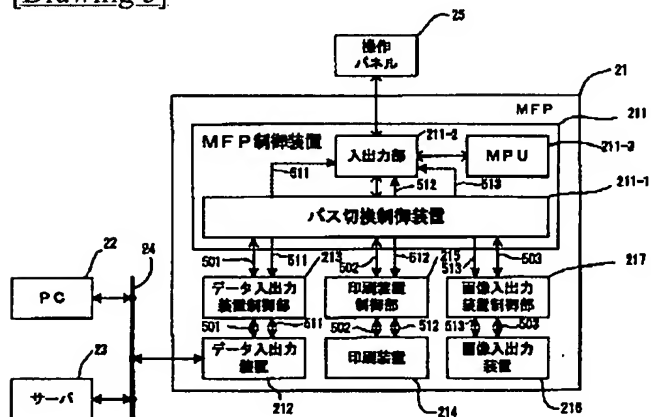 [Drawing 5]
25
操作
パネル
21
MFP
211
MFP制御装置
211-2
入出力部
MPU
211-3
511
512
513
211-1
パス切換制御装置
501
511
213
502
512
215
513
503
217
22
24
PC
データ入出力
装置制御部
印刷装置
制御部
画像入出力
装置制御部
501
511
502
512
513
503
23
サーバ
データ入出力
装置
印刷装置
画像入出力
装置
212
214
216